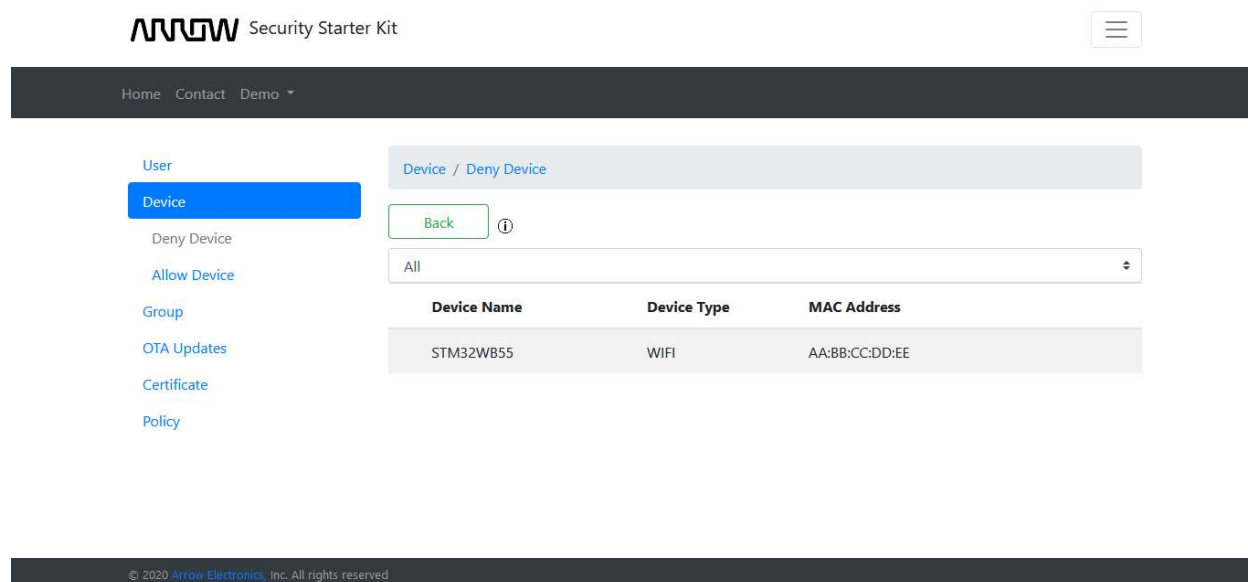 ARROW Security Starter Kit
Home Contact Demo
User
Device
Deny Device
Allow Device
Group
OTA Updates
Certificate
Policy
Device / Deny Device
Back
All
Device Name Device Type MAC Address
STM32WB55 WIFI AA:BB:CC:DD:EE
© 2020 Arrow Electronics, Inc. All rights reserved